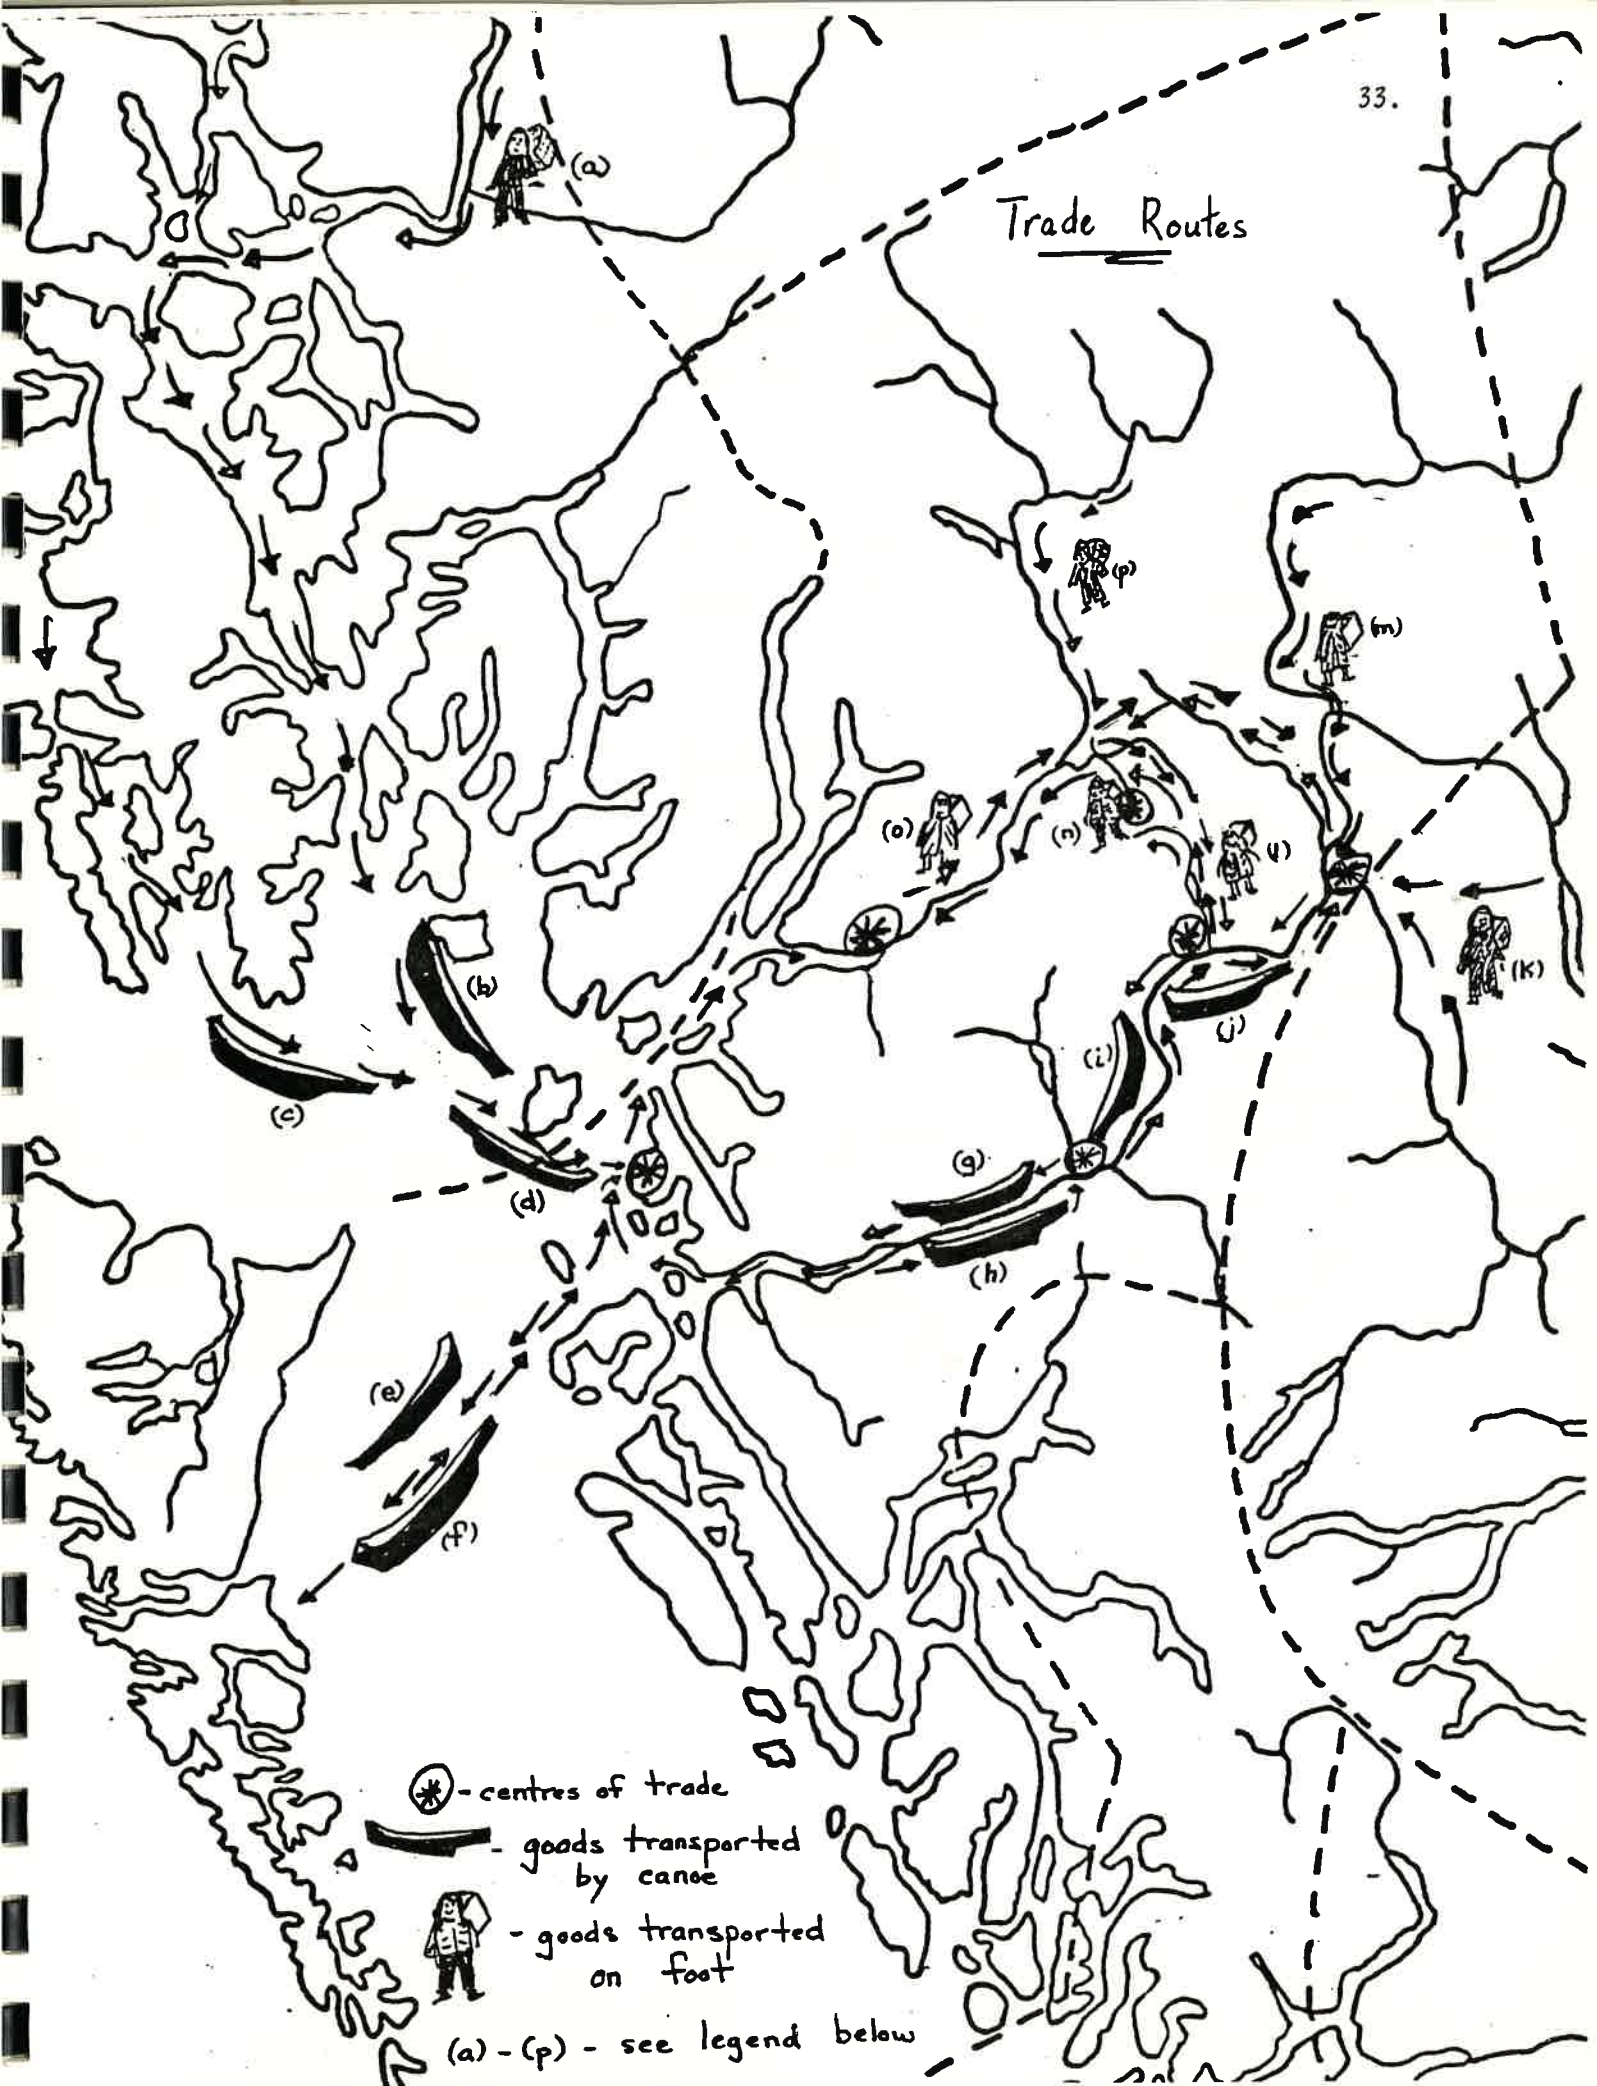 33.
Trade Routes
(a)
(p)
(m)
(o)
(n)
(l)
(b)
(k)
(c)
(j)
(i)
(d)
(g)
(h)
(e)
(f)
- centres of trade
- goods transported
by canoe
- goods transported
on foot
(a) - (p) - see legend below